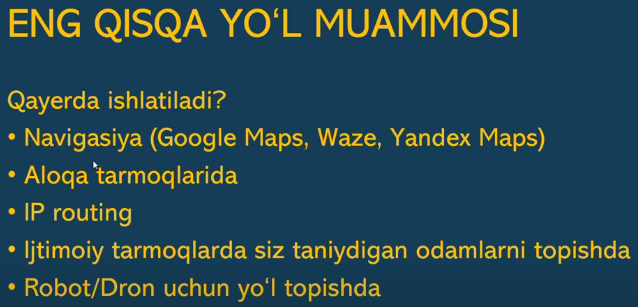 ENG QISQA YO‘L MUAMMOSI
Qayerda ishlatiladi?
• Navigasiya (Google Maps, Waze, Yandex Maps)
• Aloqa tarmoqlarida
• IP routing
• Ijtimoiy tarmoqlarda siz taniydigan odamlarni topishda
• Robot/Dron uchun yo‘l topishda